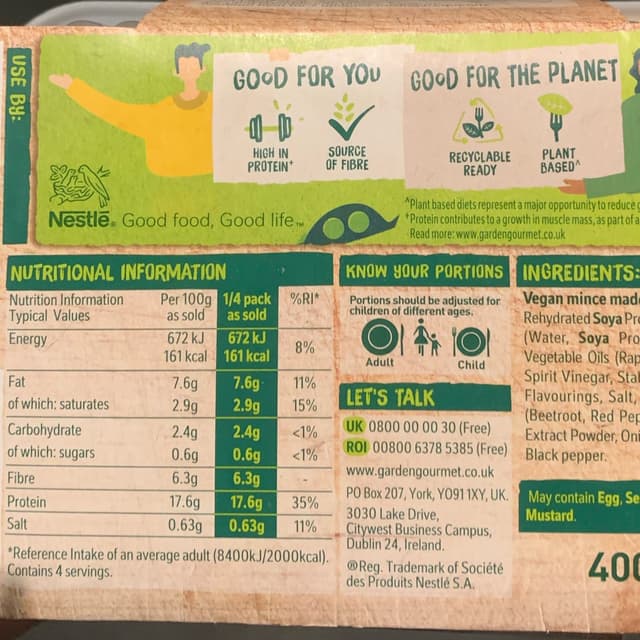 USE BY:
GOOD FOR YOU
HIGH IN
PROTEIN⁺
SOURCE
OF FIBRE
GOOD FOR THE PLANET
RECYCLABLE
READY
PLANT
BASED^
Nestlé® Good food, Good life™
^Plant based diets represent a major opportunity to reduce
⁺Protein contributes to a growth in muscle mass, as part of a
Read more: www.gardengourmet.co.uk
NUTRITIONAL INFORMATION
Nutrition Information Per 100g 1/4 pack %RI*
Typical Values as sold as sold
Energy 672 kJ 672 kJ 8%
161 kcal 161 kcal
Fat 7.6g 7.6g 11%
of which: saturates 2.9g 2.9g 15%
Carbohydrate 2.4g 2.4g <1%
of which: sugars 0.6g 0.6g <1%
Fibre 6.3g 6.3g -
Protein 17.6g 17.6g 35%
Salt 0.63g 0.63g 11%
*Reference Intake of an average adult (8400kJ/2000kcal).
Contains 4 servings.
KNOW YOUR PORTIONS
Portions should be adjusted for
children of different ages.
Adult Child
LET'S TALK
UK 0800 00 00 30 (Free)
ROI 00800 6378 5385 (Free)
www.gardengourmet.co.uk
PO Box 207, York, YO91 1XY, UK.
3030 Lake Drive,
Citywest Business Campus,
Dublin 24, Ireland.
®Reg. Trademark of Société
des Produits Nestlé S.A.
INGREDIENTS:
Vegan mince mad
Rehydrated Soya Pr
(Water, Soya Pro
Vegetable Oils (Rap
Spirit Vinegar, Sta
Flavourings, Salt,
(Beetroot, Red Pep
Extract Powder, Oni
Black pepper.
May contain Egg, Se
Mustard.
400